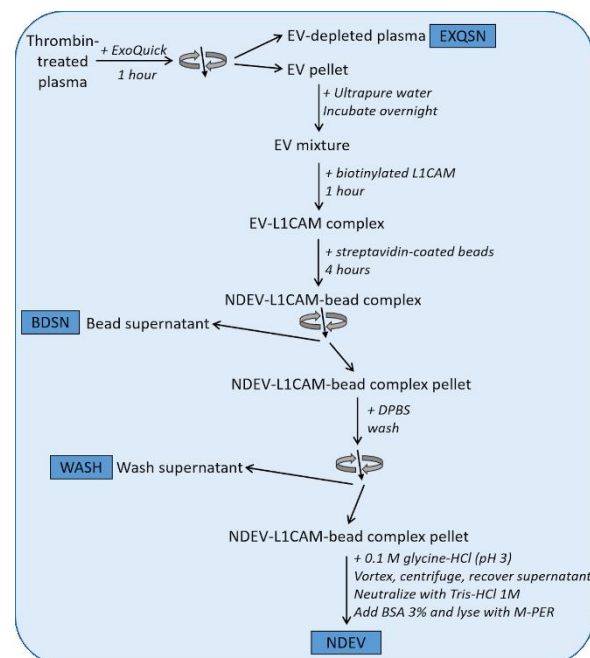 Thrombin-
treated
plasma
+ ExoQuick
1 hour
EV-depleted plasma
EXQSN
EV pellet
+ Ultrapure water
Incubate overnight
EV mixture
+ biotinylated L1CAM
1 hour
EV-L1CAM complex
+ streptavidin-coated beads
4 hours
NDEV-L1CAM-bead complex
BDSN
Bead supernatant
NDEV-L1CAM-bead complex pellet
+ DPBS
wash
WASH
Wash supernatant
NDEV-L1CAM-bead complex pellet
+ 0.1 M glycine-HCl (pH 3)
Vortex, centrifuge, recover supernatant
Neutralize with Tris-HCl 1M
Add BSA 3% and lyse with M-PER
NDEV